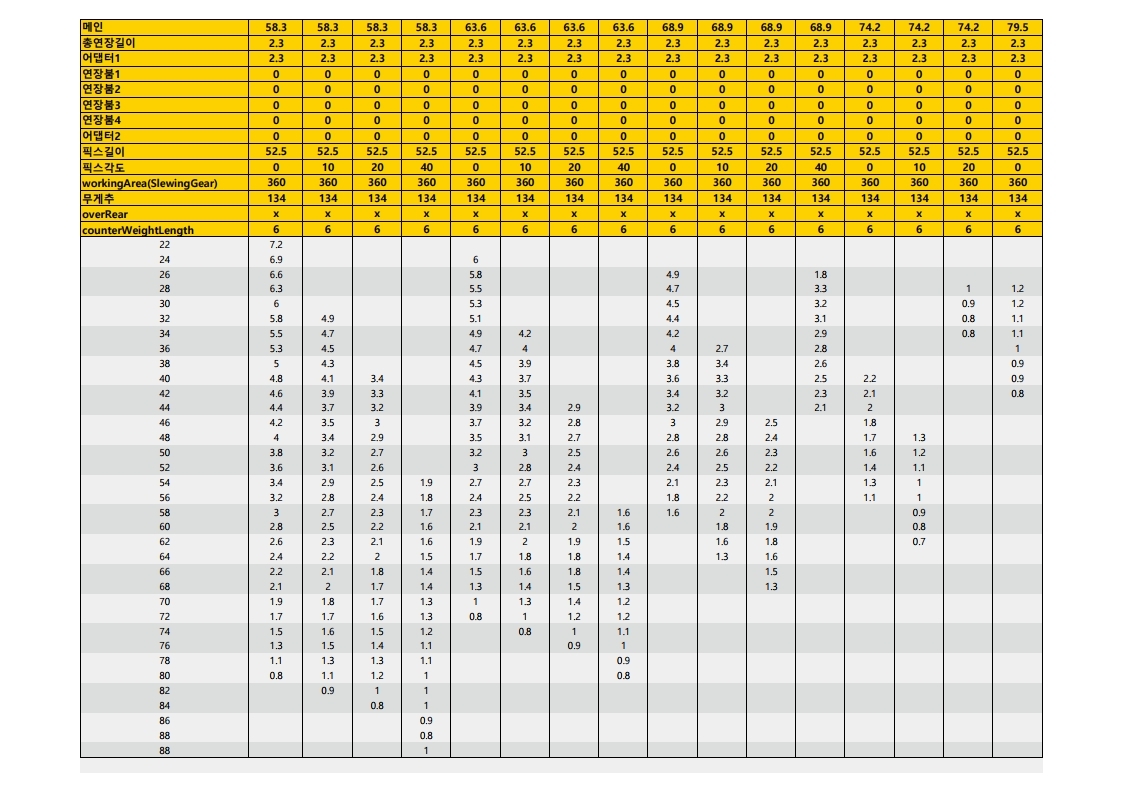 메인 58.3 58.3 58.3 58.3 63.6 63.6 63.6 63.6 68.9 68.9 68.9 68.9 74.2 74.2 74.2 79.5
총연장길이 2.3 2.3 2.3 2.3 2.3 2.3 2.3 2.3 2.3 2.3 2.3 2.3 2.3 2.3 2.3 2.3
어댑터1 2.3 2.3 2.3 2.3 2.3 2.3 2.3 2.3 2.3 2.3 2.3 2.3 2.3 2.3 2.3 2.3
연장붐1 0 0 0 0 0 0 0 0 0 0 0 0 0 0 0 0
연장붐2 0 0 0 0 0 0 0 0 0 0 0 0 0 0 0 0
연장붐3 0 0 0 0 0 0 0 0 0 0 0 0 0 0 0 0
연장붐4 0 0 0 0 0 0 0 0 0 0 0 0 0 0 0 0
어댑터2 0 0 0 0 0 0 0 0 0 0 0 0 0 0 0 0
픽스길이 52.5 52.5 52.5 52.5 52.5 52.5 52.5 52.5 52.5 52.5 52.5 52.5 52.5 52.5 52.5 52.5
픽스각도 0 10 20 40 0 10 20 40 0 10 20 40 0 10 20 0
workingArea(SlewingGear) 360 360 360 360 360 360 360 360 360 360 360 360 360 360 360 360
무게추 134 134 134 134 134 134 134 134 134 134 134 134 134 134 134 134
overRear x x x x x x x x x x x x x x x x
counterWeightLength 6 6 6 6 6 6 6 6 6 6 6 6 6 6 6 6
22 7.2
24 6.9 6
26 6.6 5.8 4.9 1.8
28 6.3 5.5 4.7 3.3 1 1.2
30 6 5.3 4.5 3.2 0.9 1.2
32 5.8 4.9 5.1 4.4 3.1 0.8 1.1
34 5.5 4.7 4.9 4.2 4.2 2.9 0.8 1.1
36 5.3 4.5 4.7 4 4 2.7 2.8 1
38 5 4.3 4.5 3.9 3.8 3.4 2.6 0.9
40 4.8 4.1 3.4 4.3 3.7 3.6 3.3 2.5 2.2 0.9
42 4.6 3.9 3.3 4.1 3.5 3.4 3.2 2.3 2.1 0.8
44 4.4 3.7 3.2 3.9 3.4 2.9 3.2 3 2.1 2
46 4.2 3.5 3 3.7 3.2 2.8 3 2.9 2.5 1.8
48 4 3.4 2.9 3.5 3.1 2.7 2.8 2.8 2.4 1.7 1.3
50 3.8 3.2 2.7 3.2 3 2.5 2.6 2.6 2.3 1.6 1.2
52 3.6 3.1 2.6 3 2.8 2.4 2.4 2.5 2.2 1.4 1.1
54 3.4 2.9 2.5 1.9 2.7 2.7 2.3 2.1 2.3 2.1 1.3 1
56 3.2 2.8 2.4 1.8 2.4 2.5 2.2 1.8 2.2 2 1.1 1
58 3 2.7 2.3 1.7 2.3 2.3 2.1 1.6 1.6 2 2 0.9
60 2.8 2.5 2.2 1.6 2.1 2.1 2 1.6 1.8 1.9 0.8
62 2.6 2.3 2.1 1.6 1.9 2 1.9 1.5 1.6 1.8 0.7
64 2.4 2.2 2 1.5 1.7 1.8 1.8 1.4 1.3 1.6
66 2.2 2.1 1.8 1.4 1.5 1.6 1.8 1.4 1.5
68 2.1 2 1.7 1.4 1.3 1.4 1.5 1.3 1.3
70 1.9 1.8 1.7 1.3 1 1.3 1.4 1.2
72 1.7 1.7 1.6 1.3 0.8 1 1.2 1.2
74 1.5 1.6 1.5 1.2 0.8 1 1.1
76 1.3 1.5 1.4 1.1 0.9 1
78 1.1 1.3 1.3 1.1 0.9
80 0.8 1.1 1.2 1 0.8
82 0.9 1 1
84 0.8 1
86 0.9
88 0.8
88 1